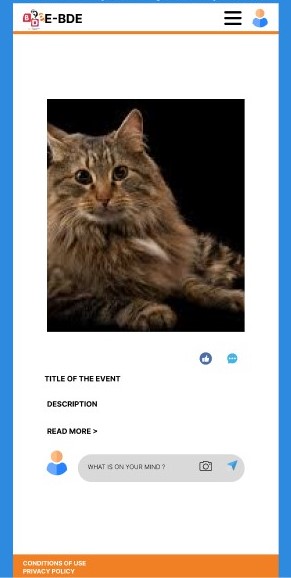 E-BDE
TITLE OF THE EVENT
DESCRIPTION
READ MORE >
WHAT IS ON YOUR MIND ?
CONDITIONS OF USE
PRIVACY POLICY